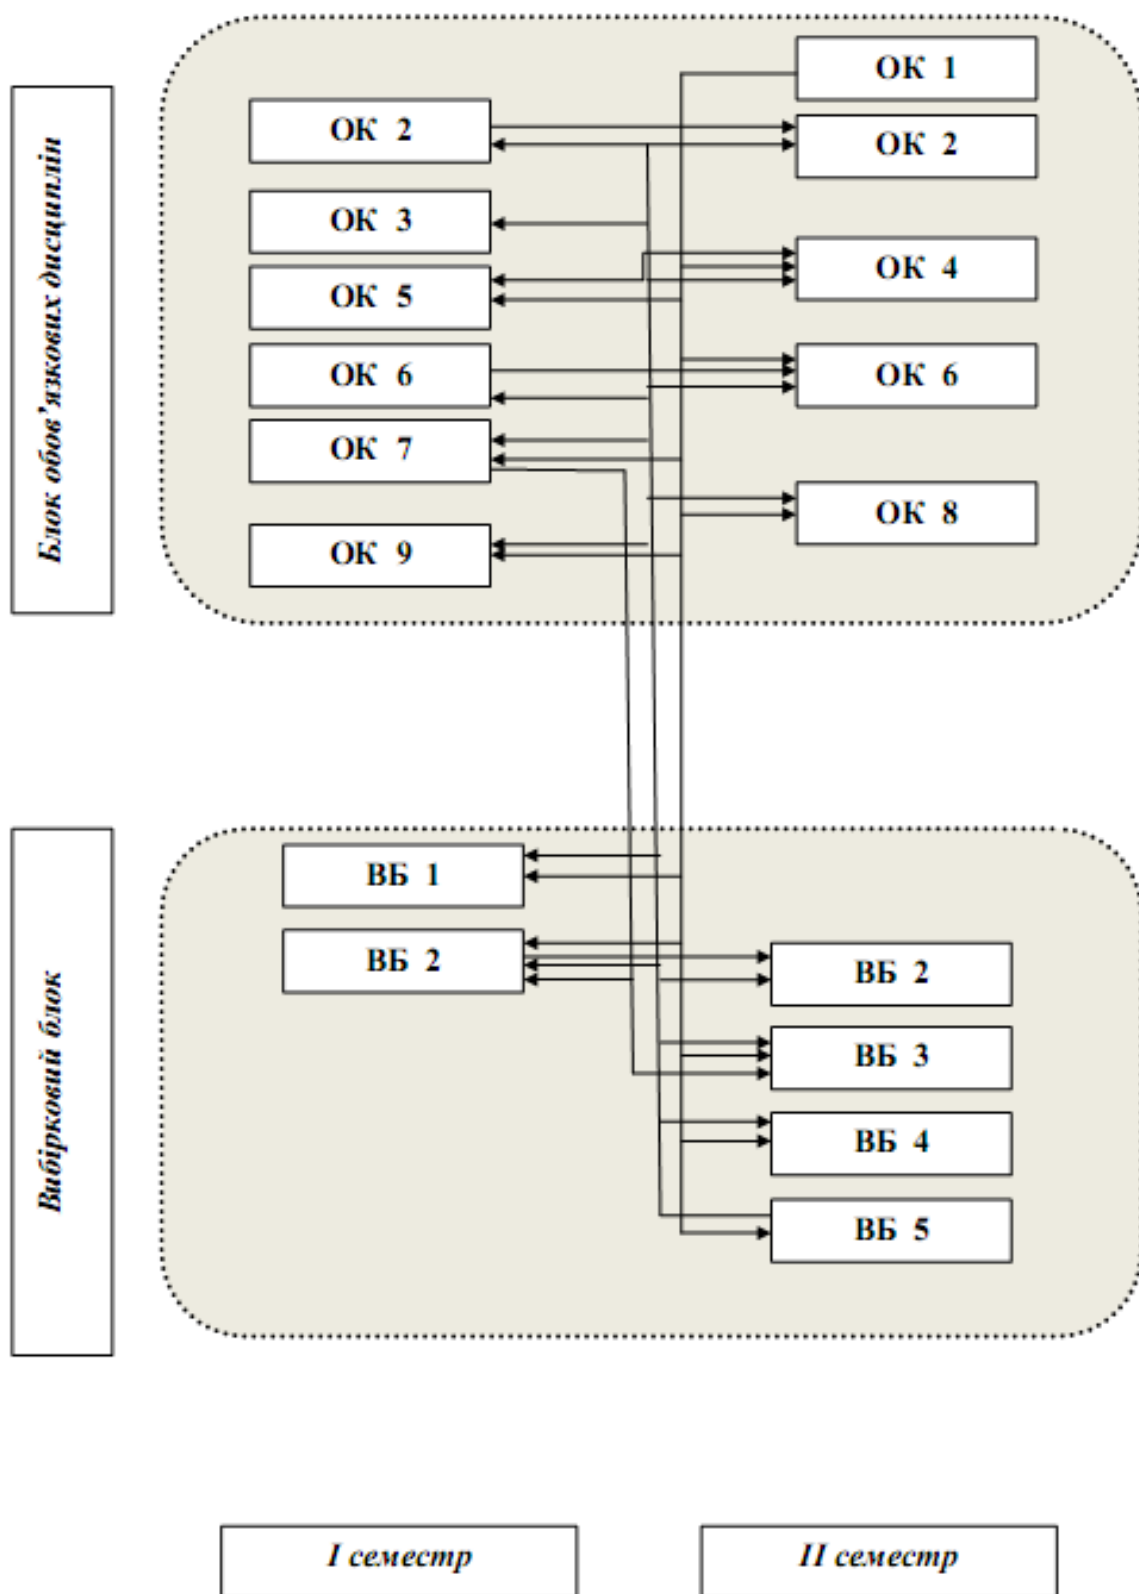 Блок обов’язкових дисциплін
ОК 1
ОК 2
ОК 2
ОК 3
ОК 4
ОК 5
ОК 6
ОК 6
ОК 7
ОК 8
ОК 9
Вибірковий блок
ВБ 1
ВБ 2
ВБ 2
ВБ 3
ВБ 4
ВБ 5
І семестр
ІІ семестр